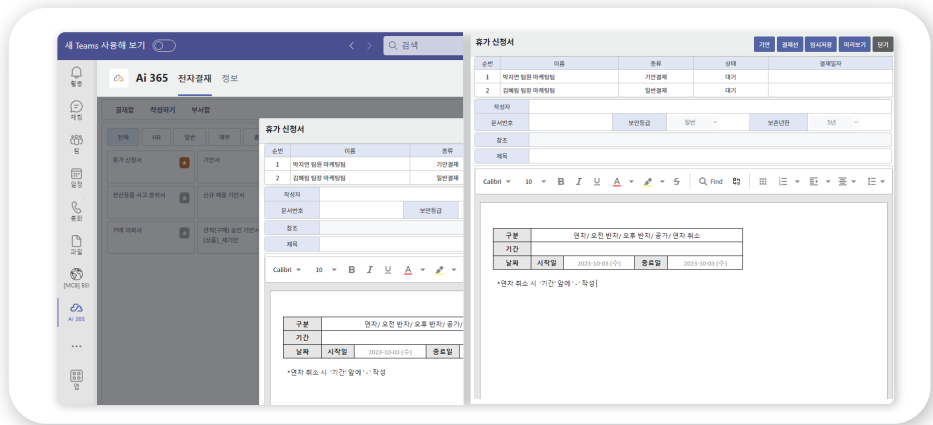 새 Teams 사용해 보기
검색
활동
채팅
팀
일정
통화
파일
Ai 365
앱
Ai 365 전자결재 정보
결재함 작성하기 부서함
전체 HR 일반 재무
휴가 신청서
기안서
신규 채용 기안서
거래 의뢰서
휴가 신청서
순번 이름 종류
1 박지연 팀원 마케팅팀 기안결재
2 김혜림 팀장 마케팅팀 일반결재
작성자
문서번호 보안등급
참조
제목
Calibri 10 B I U A
구분 연차/ 오전 반차/ 오후 반차/ 공가/
기간
날짜 시작일 2023-10-03 (수) 종료일
*연차 취소 시 '기간' 앞에 '-' 작성
휴가 신청서
기안 결재선 임시저장 미리보기 닫기
순번 이름 종류 상태 결재일자
1 박지연 팀원 마케팅팀 기안결재 대기
2 김혜림 팀장 마케팅팀 일반결재 대기
작성자
문서번호 보안등급 일반 보존년한 5년
참조
제목
Calibri 10 B I U A S Find
구분 연차/ 오전 반차/ 오후 반차/ 공가/ 연차 취소
기간
날짜 시작일 2023-10-03 (수) 종료일 2023-10-03 (수)
*연차 취소 시 '기간' 앞에 '-' 작성